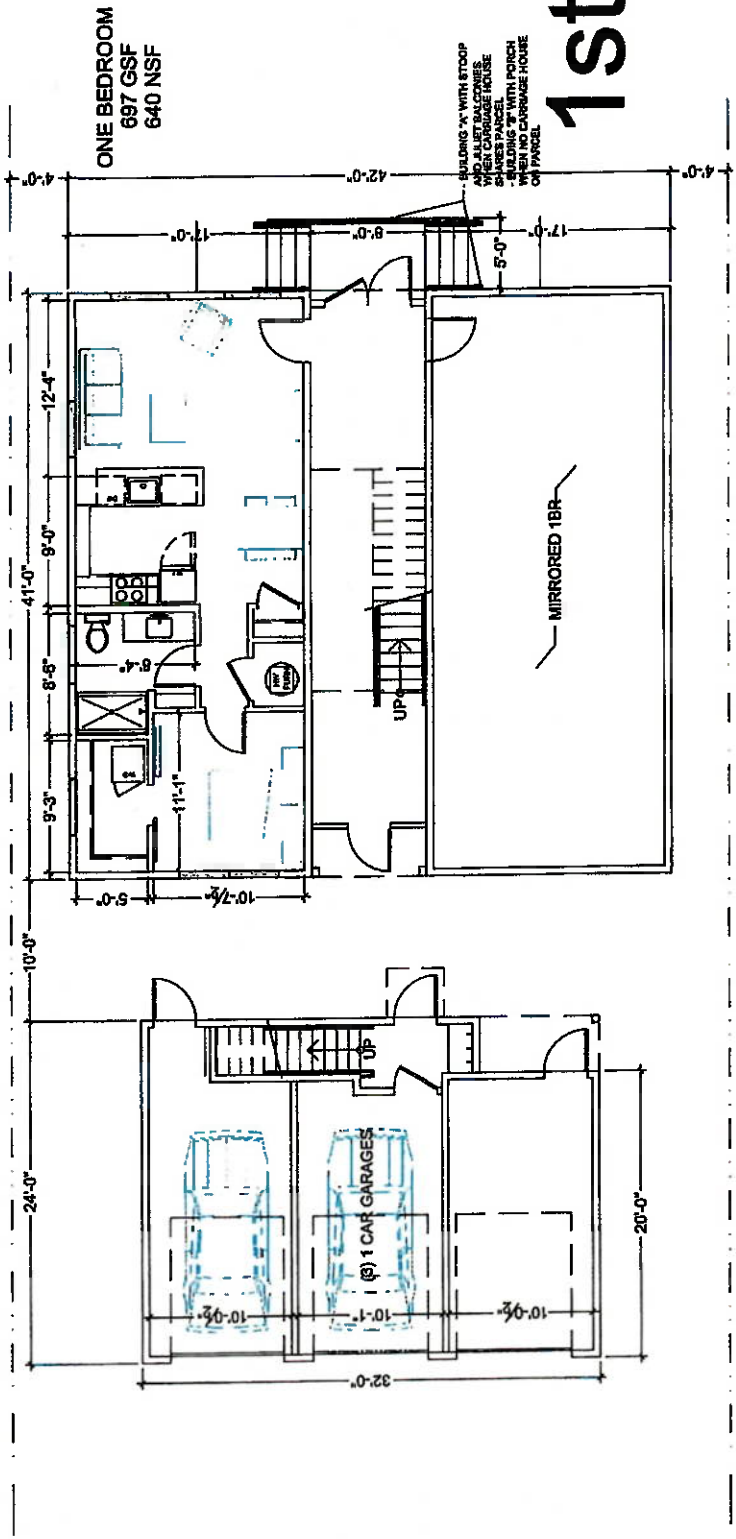 ONE BEDROOM
697 GSF
640 NSF
1st
- BUILDING "A" WITH STOOP
AND JULIET BALCONIES
WHEN CARRIAGE HOUSE
SHARES PARCEL
- BUILDING "B" WITH PORCH
WHEN NO CARRIAGE HOUSE
ON PARCEL
4'-0"
42'-0"
4'-0"
17'-0"
8'-0"
17'-0"
5'-0"
41'-0"
12'-4"
9'-0"
8'-6"
9'-3"
8'-4"
11'-1"
5'-0"
10'-7½"
HW
FURN
UP
MIRRORED 1BR
10'-0"
24'-0"
UP
(3) 1 CAR GARAGES
10'-0½"
10'-1"
10'-0½"
32'-0"
20'-0"